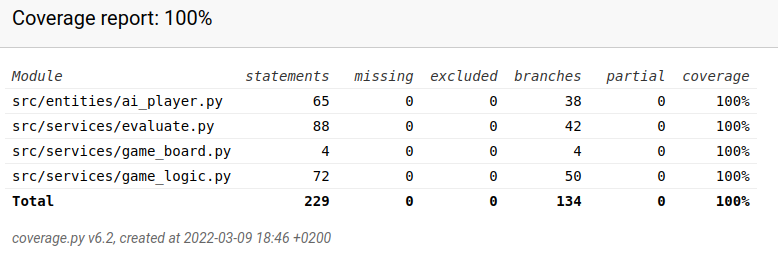 Coverage report: 100%
Module statements missing excluded branches partial coverage
src/entities/ai_player.py 65 0 0 38 0 100%
src/services/evaluate.py 88 0 0 42 0 100%
src/services/game_board.py 4 0 0 4 0 100%
src/services/game_logic.py 72 0 0 50 0 100%
Total 229 0 0 134 0 100%
coverage.py v6.2, created at 2022-03-09 18:46 +0200